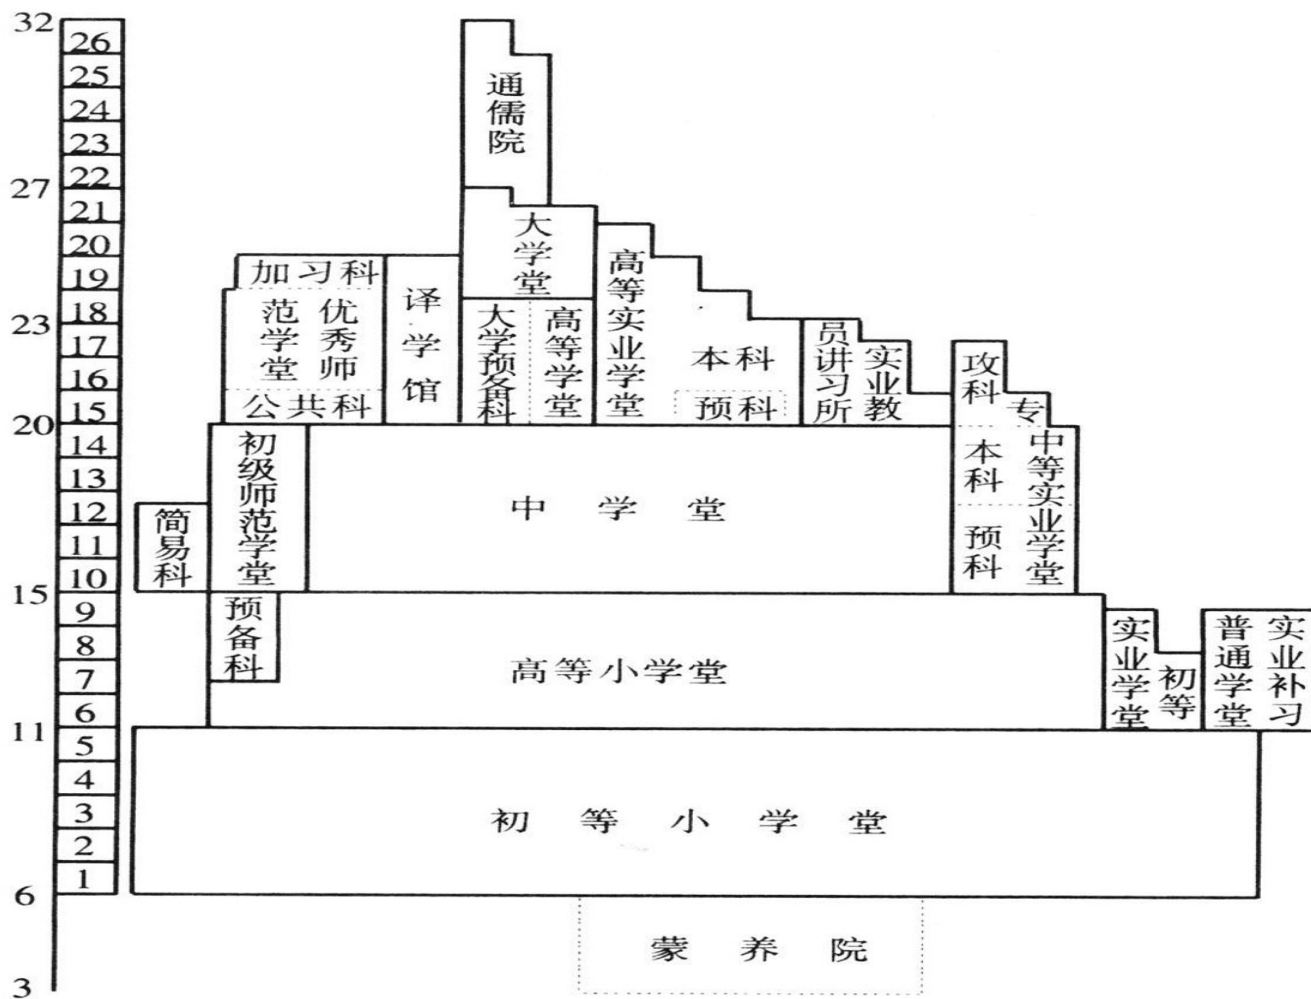 32
26
25
24
23
22
27
21
20
19
18
23
17
16
15
20
14
13
12
11
10
15
9
8
7
6
11
5
4
3
2
1
6
3
通儒院
大学堂
加习科
优秀师范学堂
公共科
译学馆
大学预备科
高等学堂
高等实业学堂
本科
预科
实业教员讲习所
专攻科
本科
预科
中等实业学堂
初级师范学堂
简易科
中学堂
预备科
高等小学堂
初等实业学堂
实业补习普通学堂
初等小学堂
蒙养院